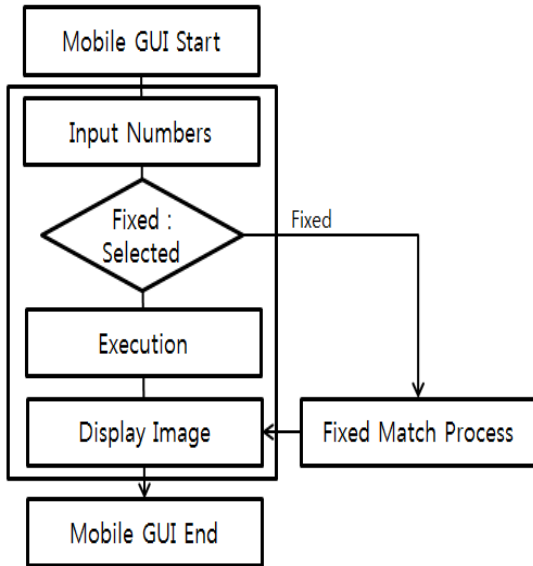 Mobile GUI Start
Input Numbers
Fixed :
Selected
Fixed
Execution
Display Image
Fixed Match Process
Mobile GUI End